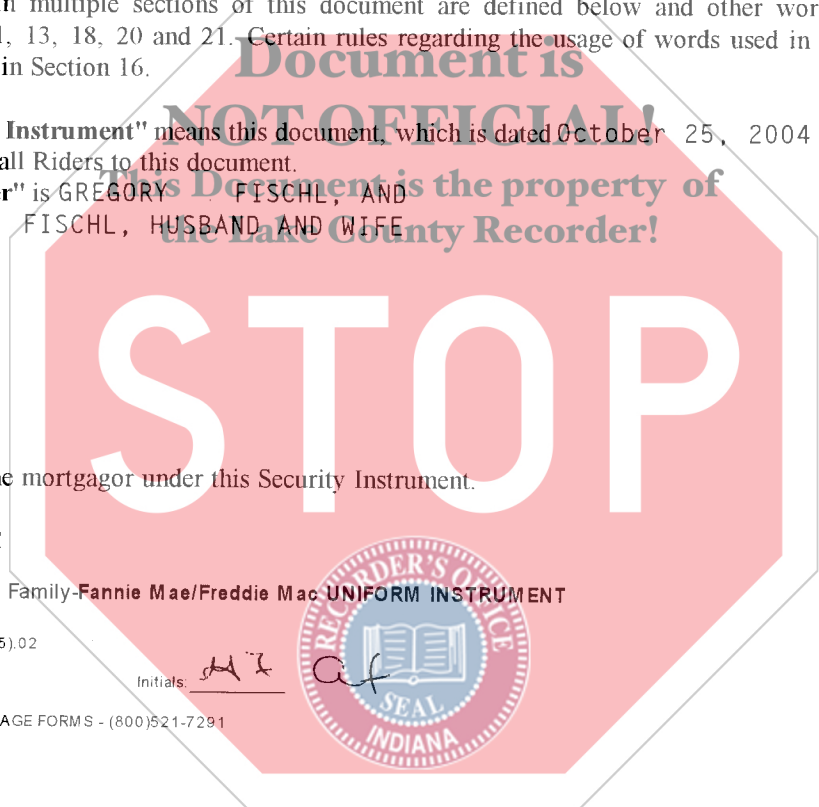 n multiple sections of this document are defined below and other wor
1, 13, 18, 20 and 21. Certain rules regarding the usage of words used in
in Section 16.
Document is
NOT OFFICIAL!
This Document is the property of
the Lake County Recorder!
Instrument" means this document, which is dated October 25, 2004
all Riders to this document.
r" is GREGORY FISCHL, AND
FISCHL, HUSBAND AND WIFE
STOP
e mortgagor under this Security Instrument.
Family-Fannie Mae/Freddie Mac UNIFORM INSTRUMENT
5).02
Initials:
AGE FORMS - (800)521-7291
RECORDER'S OFFICE
SEAL
INDIANA